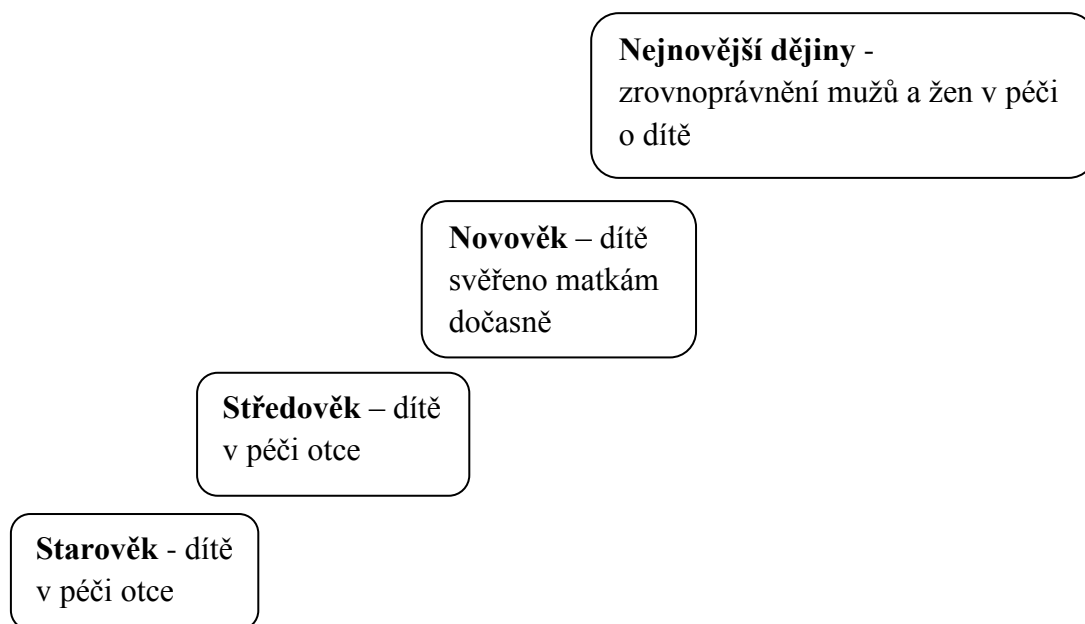 Nejnovější dějiny -
zrovnoprávnění mužů a žen v péči
o dítě
Novověk – dítě
svěřeno matkám
dočasně
Středověk – dítě
v péči otce
Starověk - dítě
v péči otce